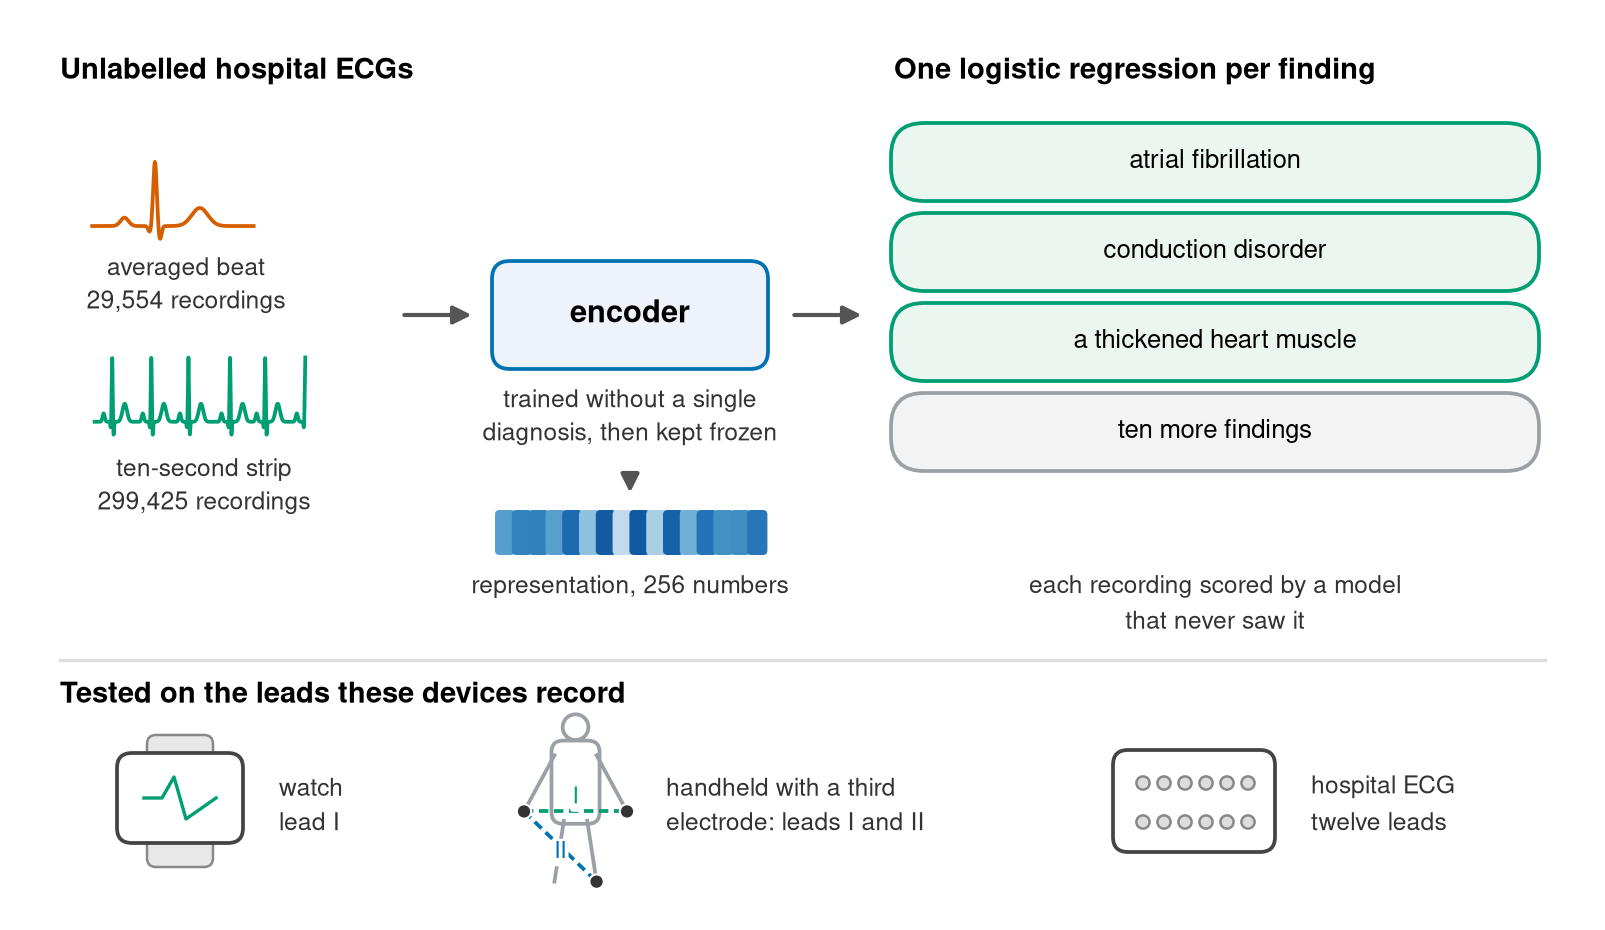 Unlabelled hospital ECGs
averaged beat
29,554 recordings
ten-second strip
299,425 recordings
encoder
trained without a single
diagnosis, then kept frozen
representation, 256 numbers
One logistic regression per finding
atrial fibrillation
conduction disorder
a thickened heart muscle
ten more findings
each recording scored by a model
that never saw it
Tested on the leads these devices record
watch
lead I
I
II
handheld with a third
electrode: leads I and II
hospital ECG
twelve leads